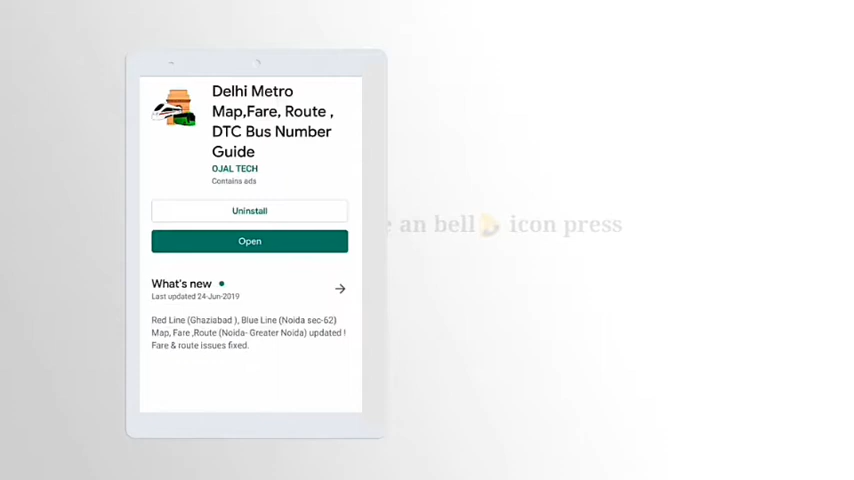 Delhi Metro
Map,Fare, Route ,
DTC Bus Number
Guide
OJAL TECH
Contains ads
Uninstall
Open
What's new
Last updated 24-Jun-2019
Red Line (Ghaziabad ), Blue Line (Noida sec-62)
Map, Fare ,Route (Noida- Greater Noida) updated !
Fare & route issues fixed.
an bell icon press